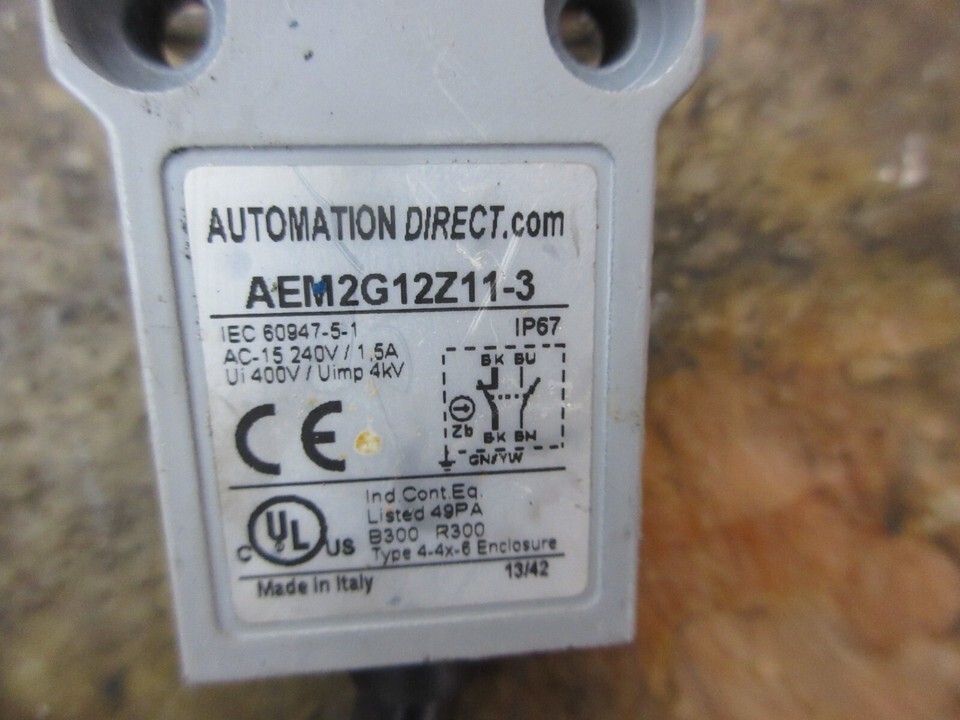 AUTOMATION DIRECT.com
AEM2G12Z11-3
IEC 60947-5-1
IP67
AC-15 240V / 1,5A
Ui 400V / Uimp 4kV
BK BU
Zb
BK BN
GN/YW
CE
Ind.Cont.Eq.
Listed 49PA
B300 R300
Type 4-4x-6 Enclosure
C UL US
Made in Italy
13/42